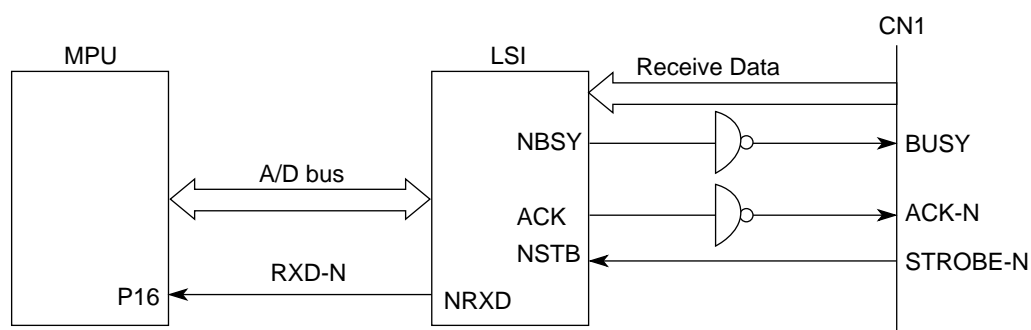 CN1
MPU
LSI
Receive Data
NBSY
BUSY
A/D bus
ACK
ACK-N
NSTB
STROBE-N
RXD-N
P16
NRXD